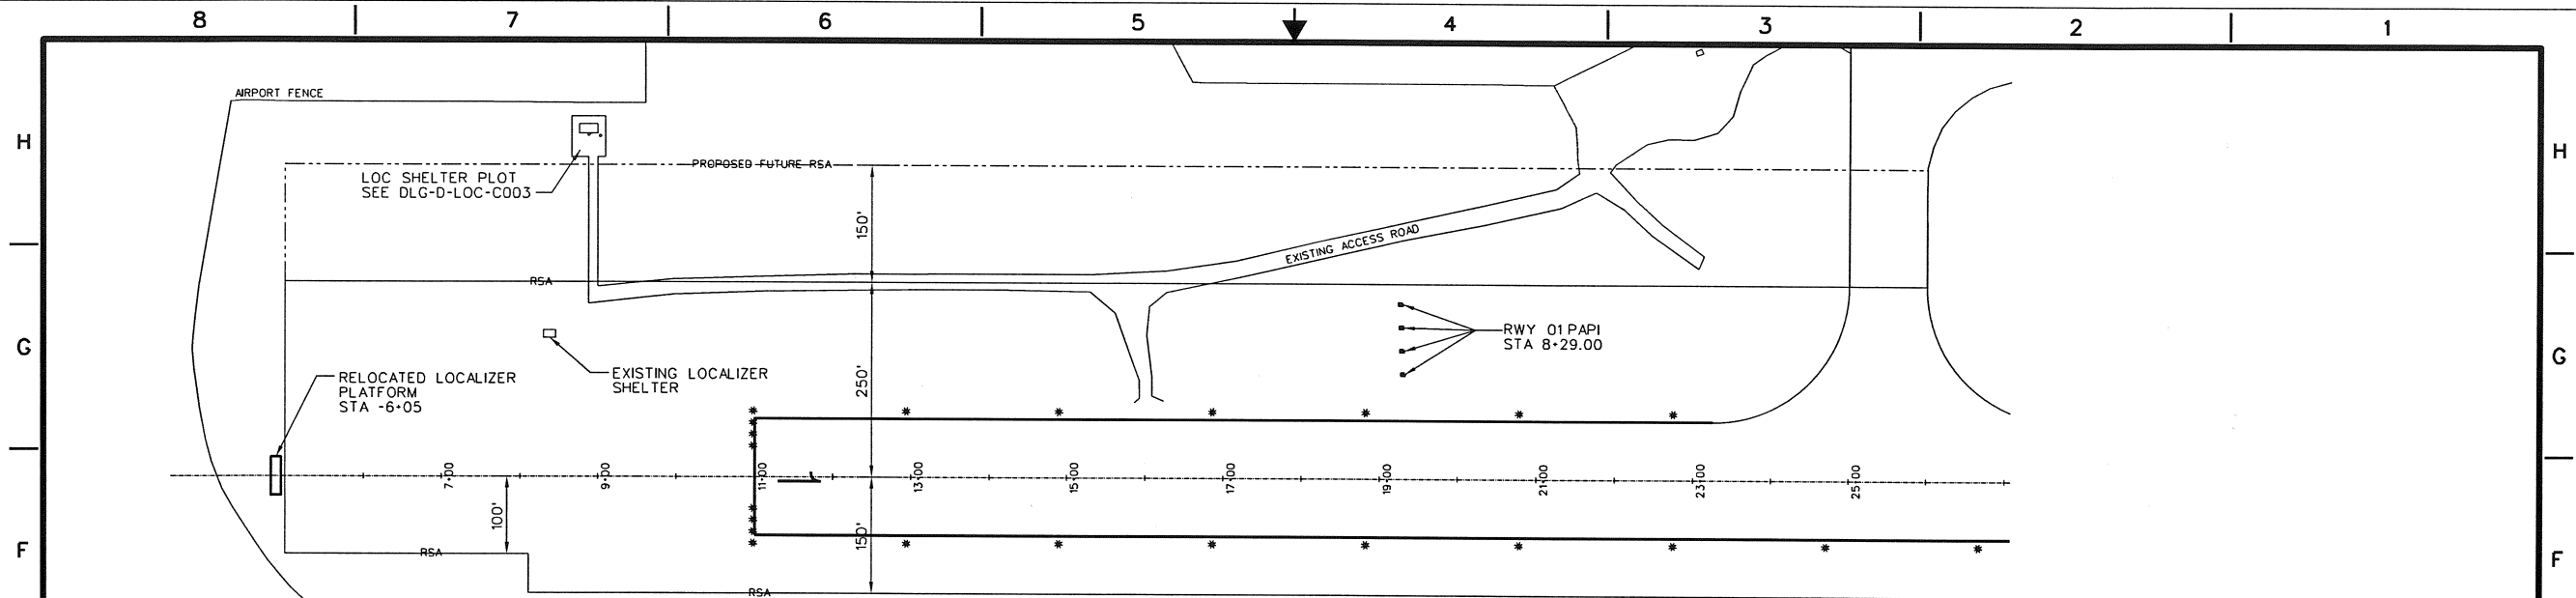 8 7 6 5 4 3 2 1
AIRPORT FENCE
H H
LOC SHELTER PLOT
SEE DLG-D-LOC-C003
PROPOSED FUTURE RSA
150'
EXISTING ACCESS ROAD
RSA
RWY 01 PAPI
STA 8+29.00
G G
RELOCATED LOCALIZER
PLATFORM
STA -6+05
EXISTING LOCALIZER
SHELTER
250'
7+00 9+00 11+00 1 13+00 15+00 17+00 19+00 21+00 23+00 25+00
100'
150'
F F
RSA
RSA